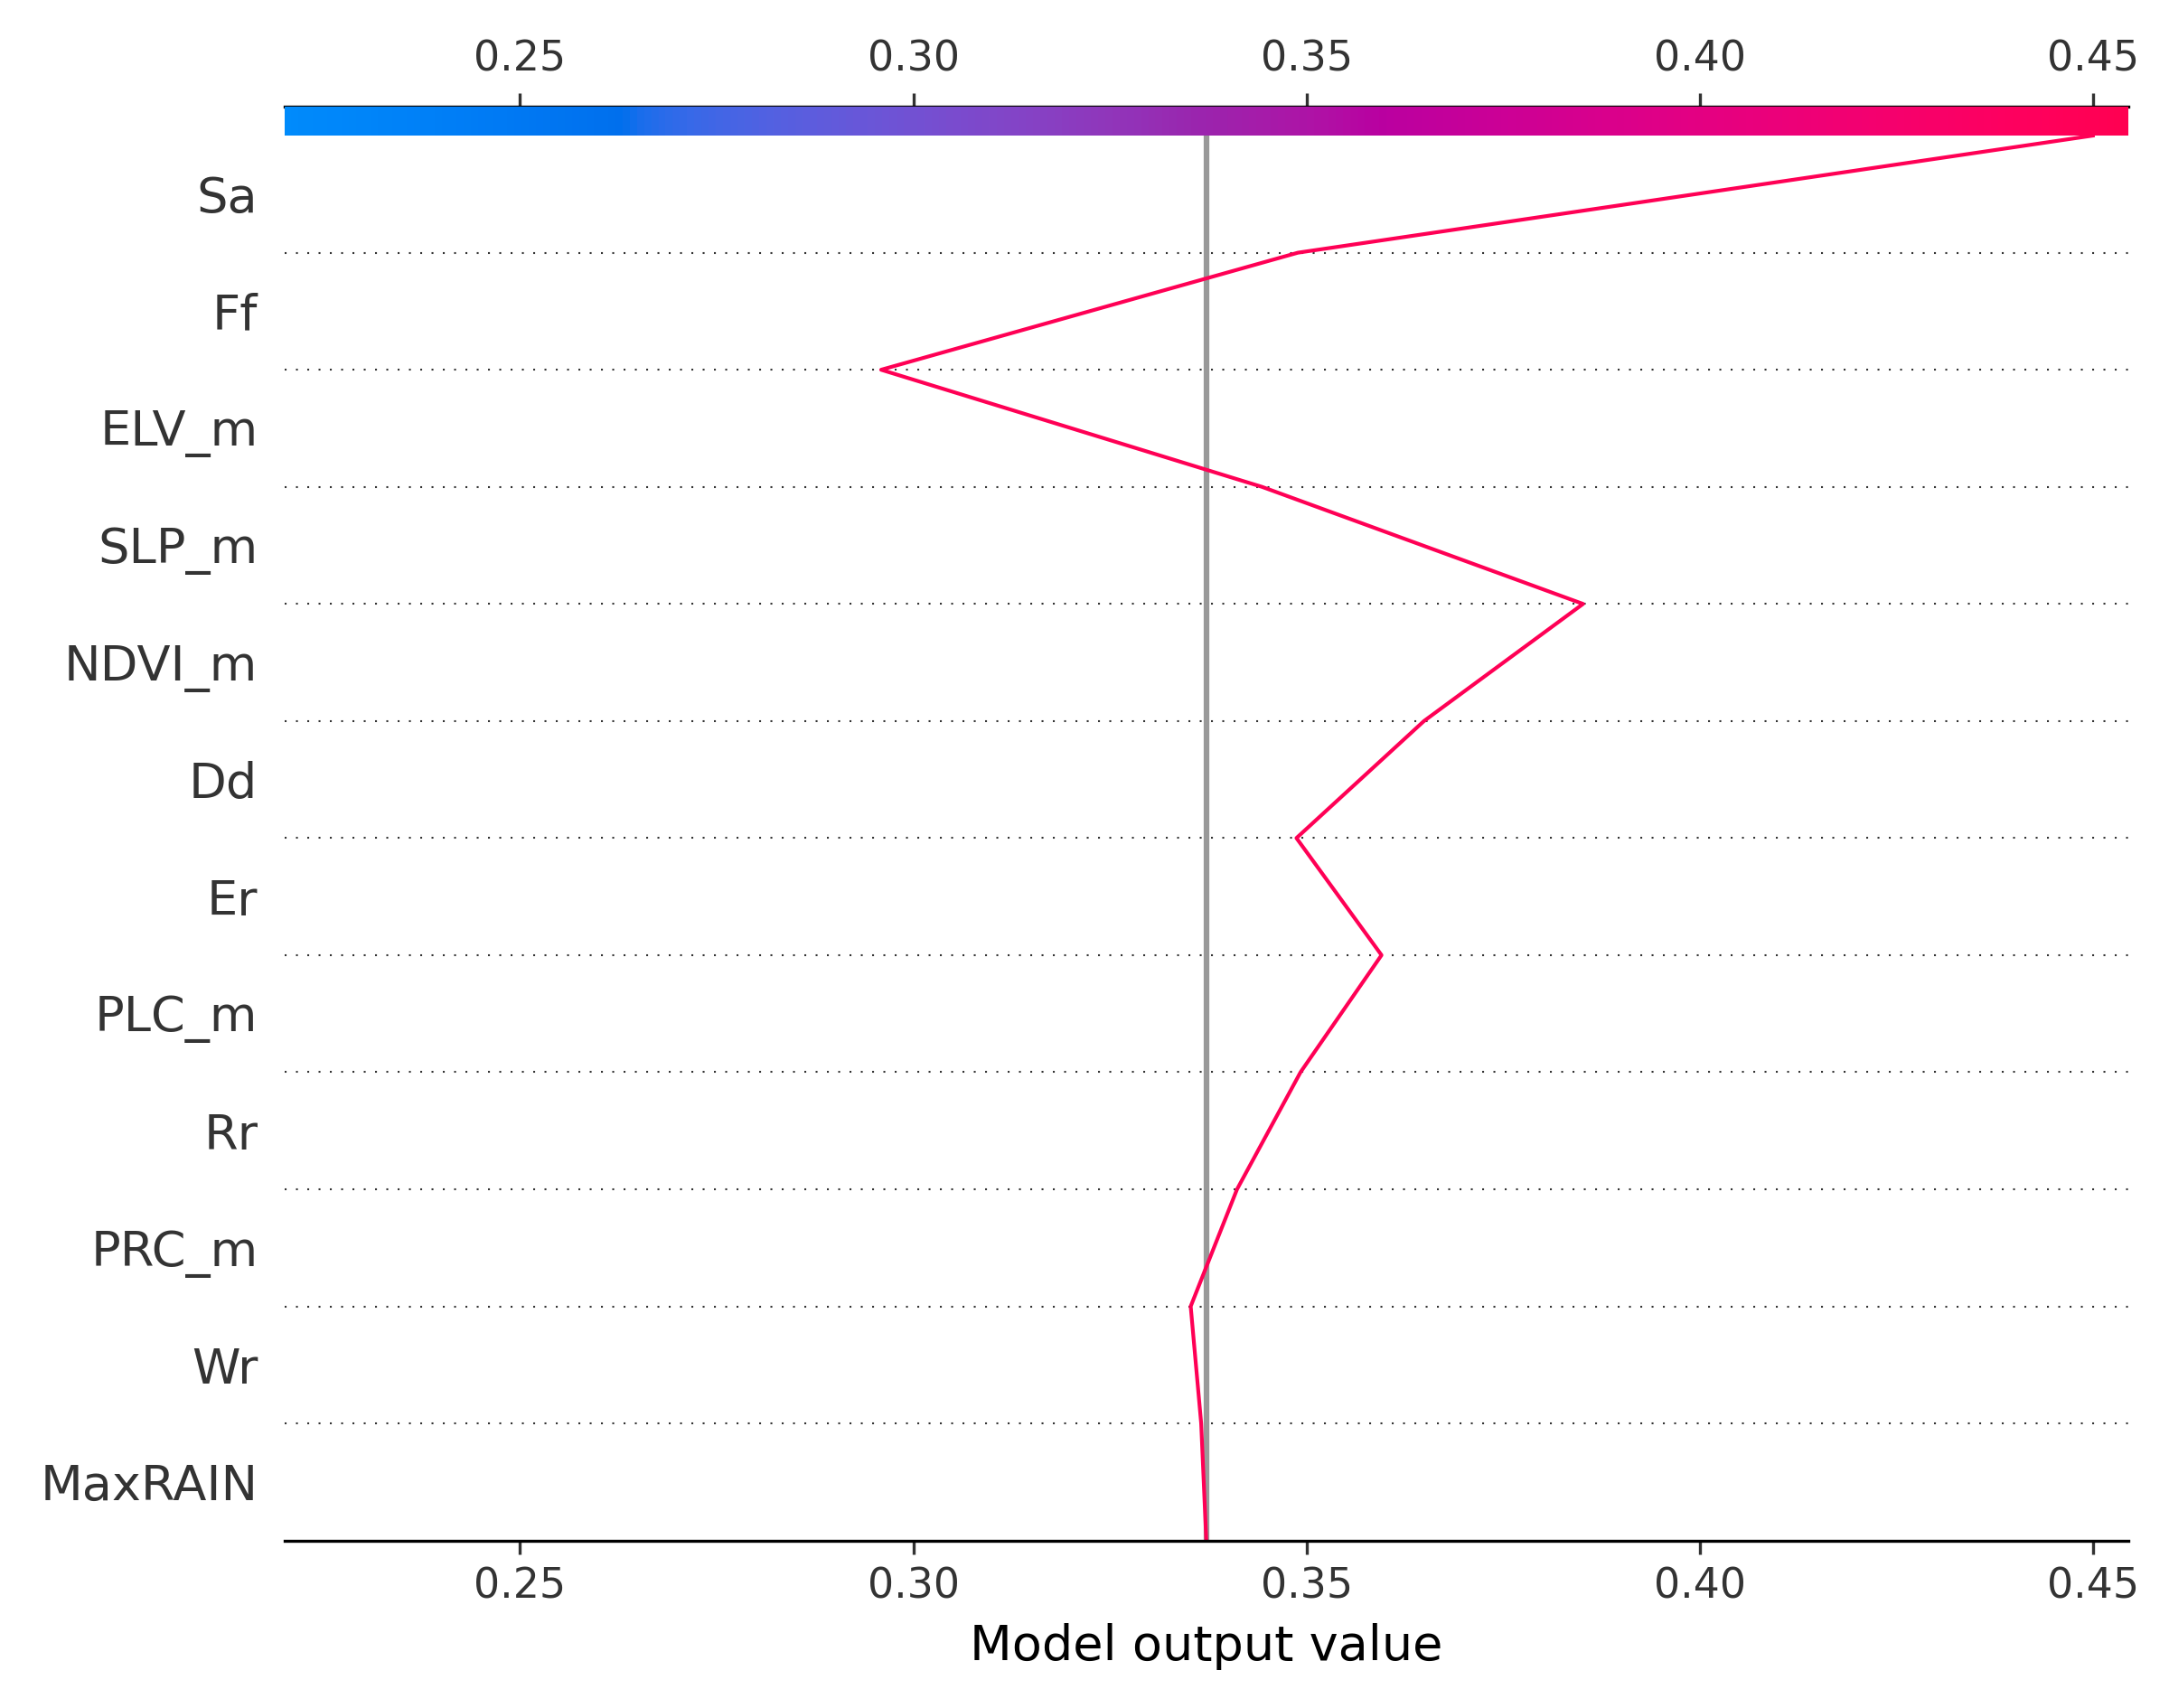 0.25 0.30 0.35 0.40 0.45
Sa
Ff
ELV_m
SLP_m
NDVI_m
Dd
Er
PLC_m
Rr
PRC_m
Wr
MaxRAIN
0.25 0.30 0.35 0.40 0.45
Model output value